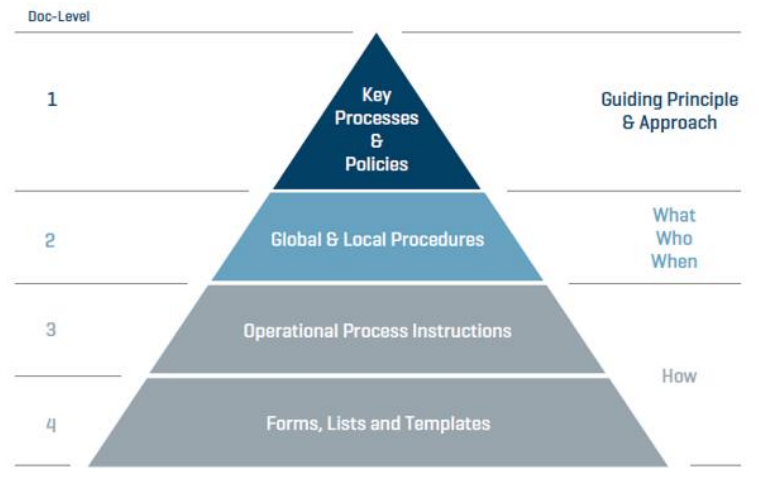 Doc-Level
1
Key
Processes
&
Policies
Guiding Principle
& Approach
2
Global & Local Procedures
What
Who
When
3
Operational Process Instructions
How
4
Forms, Lists and Templates